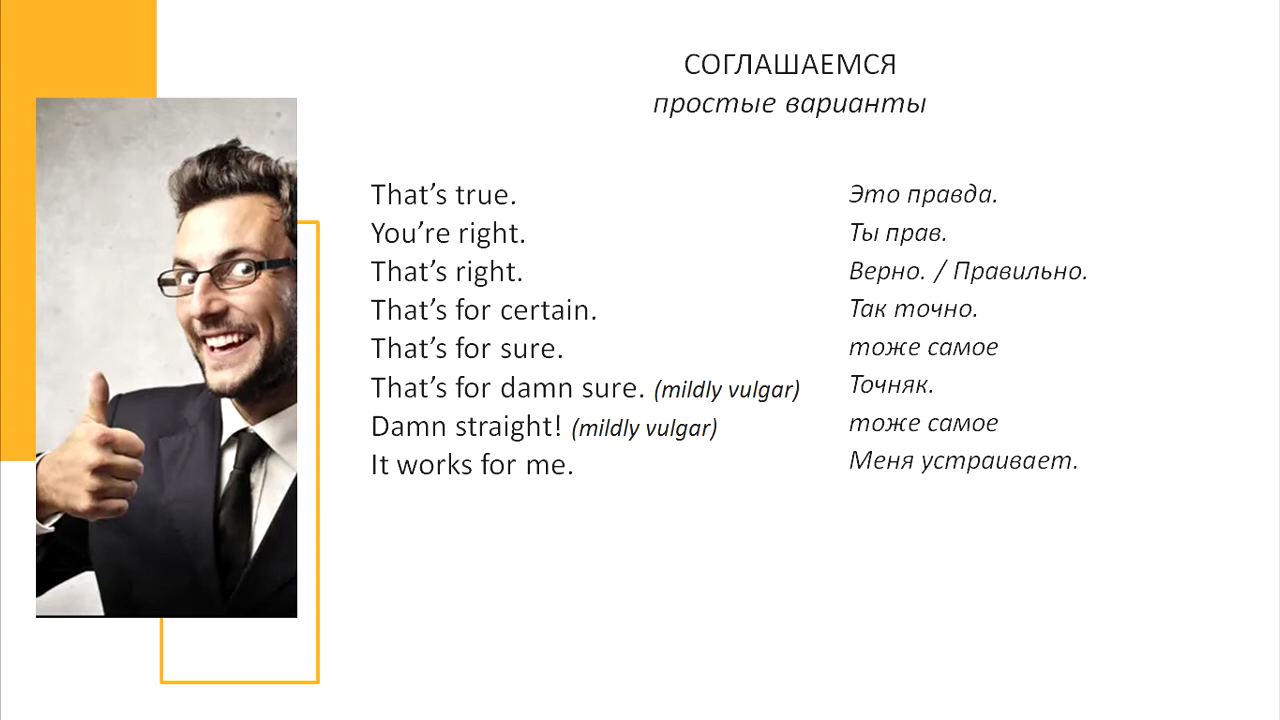 СОГЛАШАЕМСЯ
простые варианты
That’s true. Это правда.
You’re right. Ты прав.
That’s right. Верно. / Правильно.
That’s for certain. Так точно.
That’s for sure. тоже самое
That’s for damn sure. (mildly vulgar) Точняк.
Damn straight! (mildly vulgar) тоже самое
It works for me. Меня устраивает.